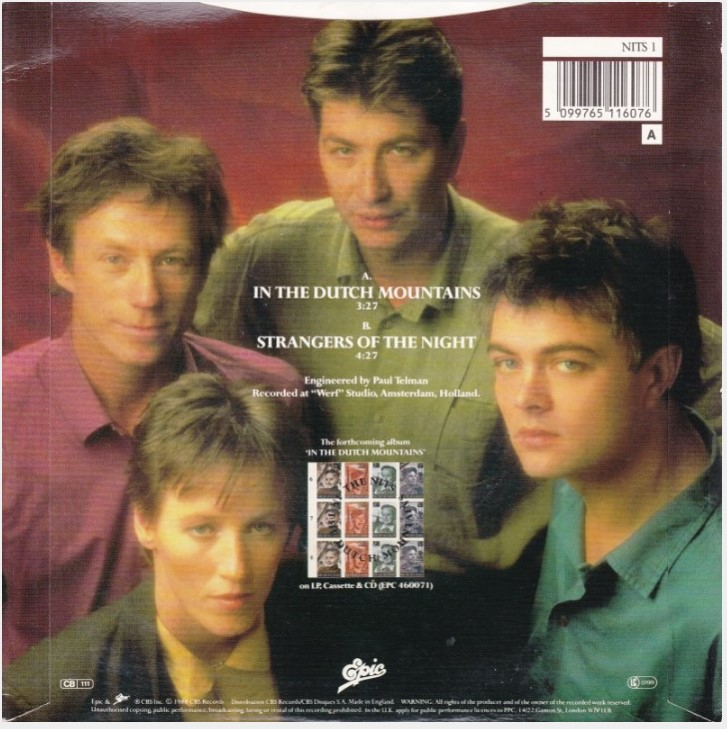 NITS 1
5 099765 116076
A
A.
IN THE DUTCH MOUNTAINS
3:27
B.
STRANGERS OF THE NIGHT
4:27
Engineered by Paul Telman
Recorded at "Werf" Studio, Amsterdam, Holland.
The forthcoming album
'IN THE DUTCH MOUNTAINS'
THE NITS
DUTCH
on LP, Cassette & CD (EPC 460071)
Epic
CB 111
Epic & ® CBS Inc. © 1988 CBS Records Distribution CBS Records/CBS Disques S.A. Made in England. WARNING: All rights of the producer and of the owner of the recorded work reserved.
Unauthorised copying, public performance, broadcasting, hiring or rental of this recording prohibited. In the U.K. apply for public performance licences to PPC, 14/22 Ganton St, London W1V 1LB